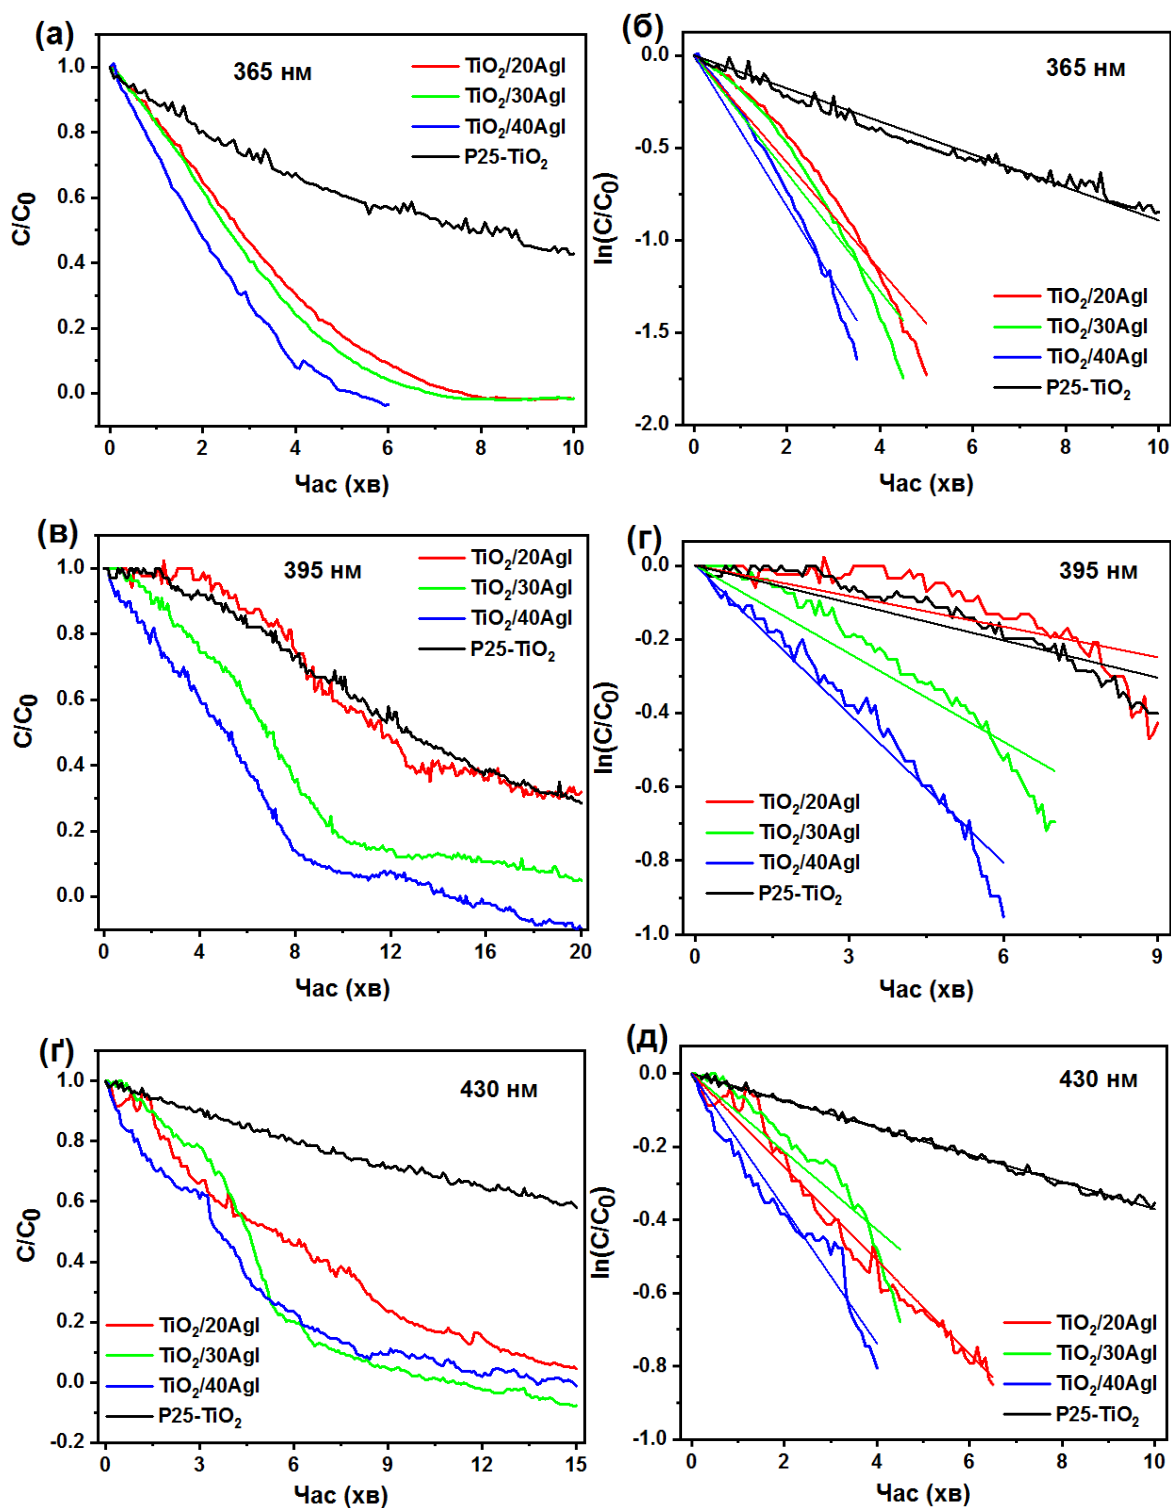 (а)
365 нм
TiO2/20AgI
TiO2/30AgI
TiO2/40AgI
P25-TiO2
C/C0
1.0
0.8
0.6
0.4
0.2
0.0
0 2 4 6 8 10
Час (хв)
(б)
365 нм
TiO2/20AgI
TiO2/30AgI
TiO2/40AgI
P25-TiO2
ln(C/C0)
0.0
-0.5
-1.0
-1.5
-2.0
0 2 4 6 8 10
Час (хв)
(в)
395 нм
TiO2/20AgI
TiO2/30AgI
TiO2/40AgI
P25-TiO2
C/C0
1.0
0.8
0.6
0.4
0.2
0.0
0 4 8 12 16 20
Час (хв)
(г)
395 нм
TiO2/20AgI
TiO2/30AgI
TiO2/40AgI
P25-TiO2
ln(C/C0)
0.0
-0.2
-0.4
-0.6
-0.8
-1.0
0 3 6 9
Час (хв)
(ґ)
430 нм
TiO2/20AgI
TiO2/30AgI
TiO2/40AgI
P25-TiO2
C/C0
1.0
0.8
0.6
0.4
0.2
0.0
-0.2
0 3 6 9 12 15
Час (хв)
(д)
430 нм
TiO2/20AgI
TiO2/30AgI
TiO2/40AgI
P25-TiO2
ln(C/C0)
0.0
-0.2
-0.4
-0.6
-0.8
-1.0
0 2 4 6 8 10
Час (хв)